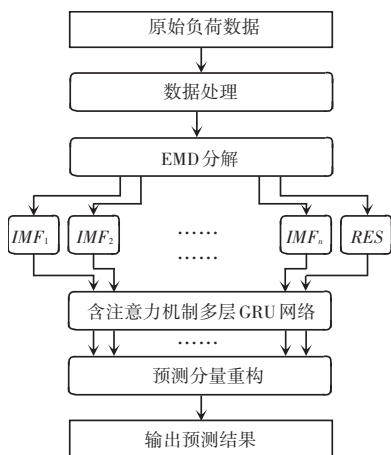 原始负荷数据
数据处理
EMD分解
IMF₁ IMF₂ …… IMFₙ RES
……
含注意力机制多层GRU网络
……
预测分量重构
输出预测结果